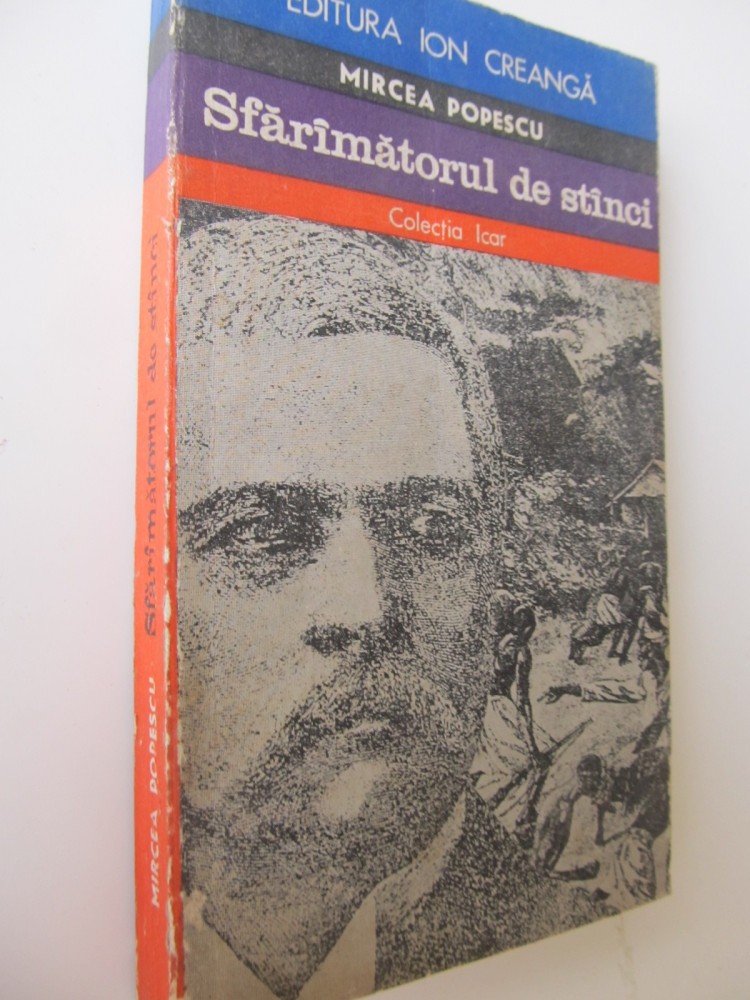 EDITURA ION CREANGĂ
MIRCEA POPESCU
Sfărîmătorul de stînci
Colecția Icar
MIRCEA POPESCU Sfărîmătorul de stînci